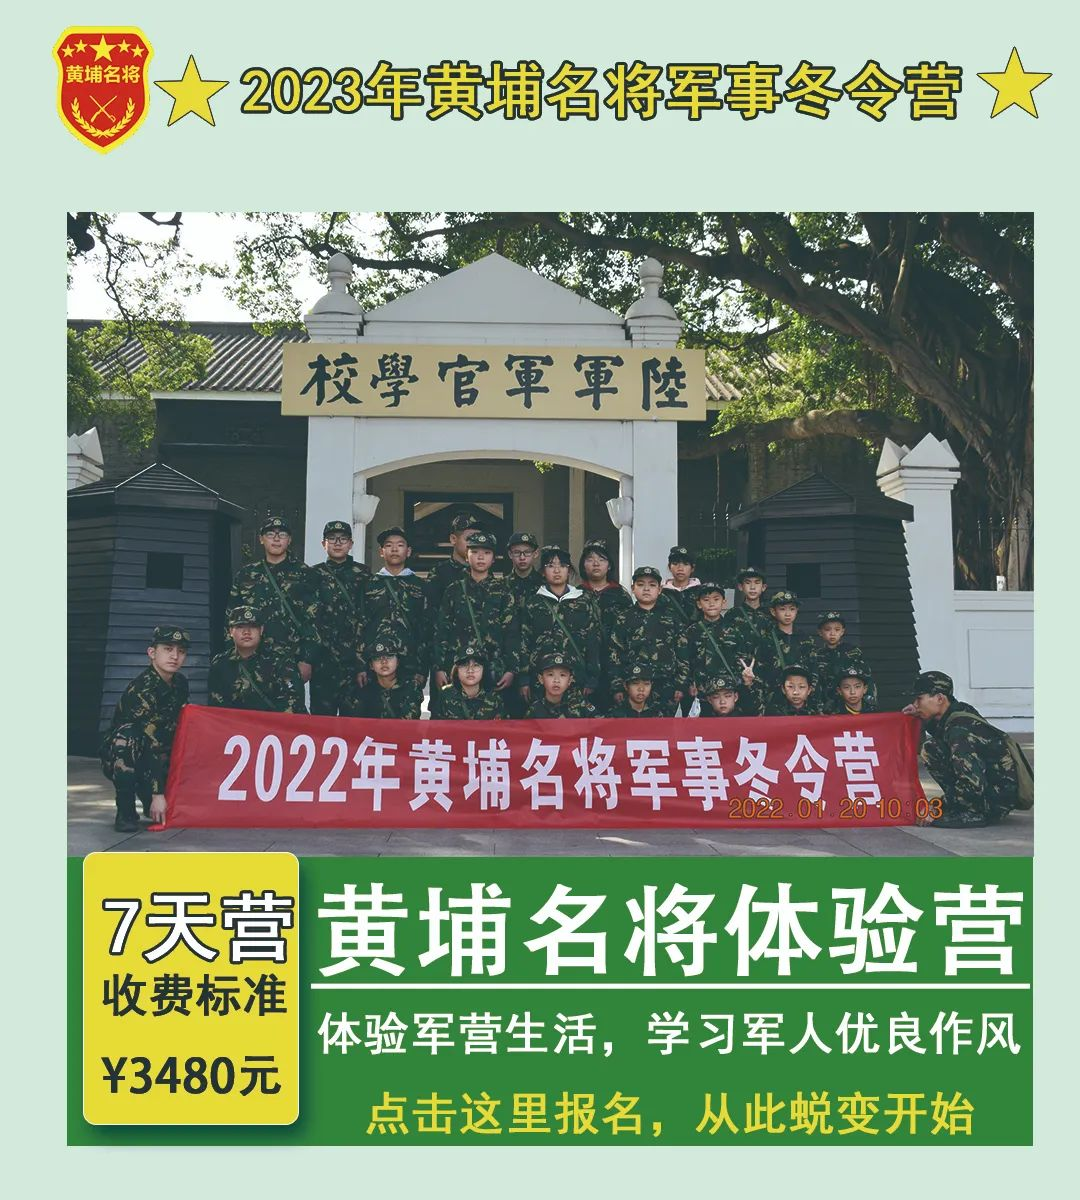 黄埔名将
2023年黄埔名将军事冬令营
校學官軍軍陸
2022年黄埔名将军事冬令营
2022.01.20 10:03
7天营
收费标准
¥3480元
黄埔名将体验营
体验军营生活，学习军人优良作风
点击这里报名，从此蜕变开始